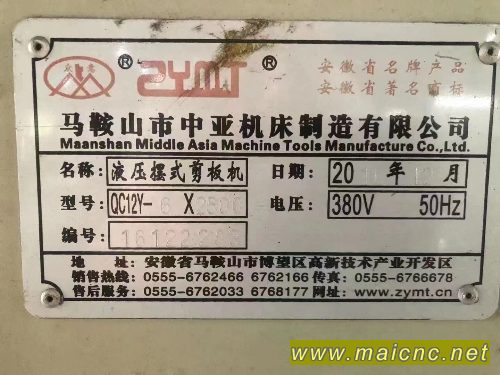 ® ZYMT ® 安徽省名牌产品
安徽省著名商标
马鞍山市中亚机床制造有限公司
Maanshan Middle Asia Machine Tools Manufacture Co.,Ltd.
名称: 液压摆式剪板机 日期: 20 年 月
型号: QC12Y-6X2500 电压: 380V 50Hz
编号:
地 址: 安徽省马鞍山市博望区高新技术产业开发区
销售热线: 0555-6762466 6762166 传真: 0555-6766678
售后服务: 0555-6762033 6768177 网址: www.zymt.cn
www.maicnc.net